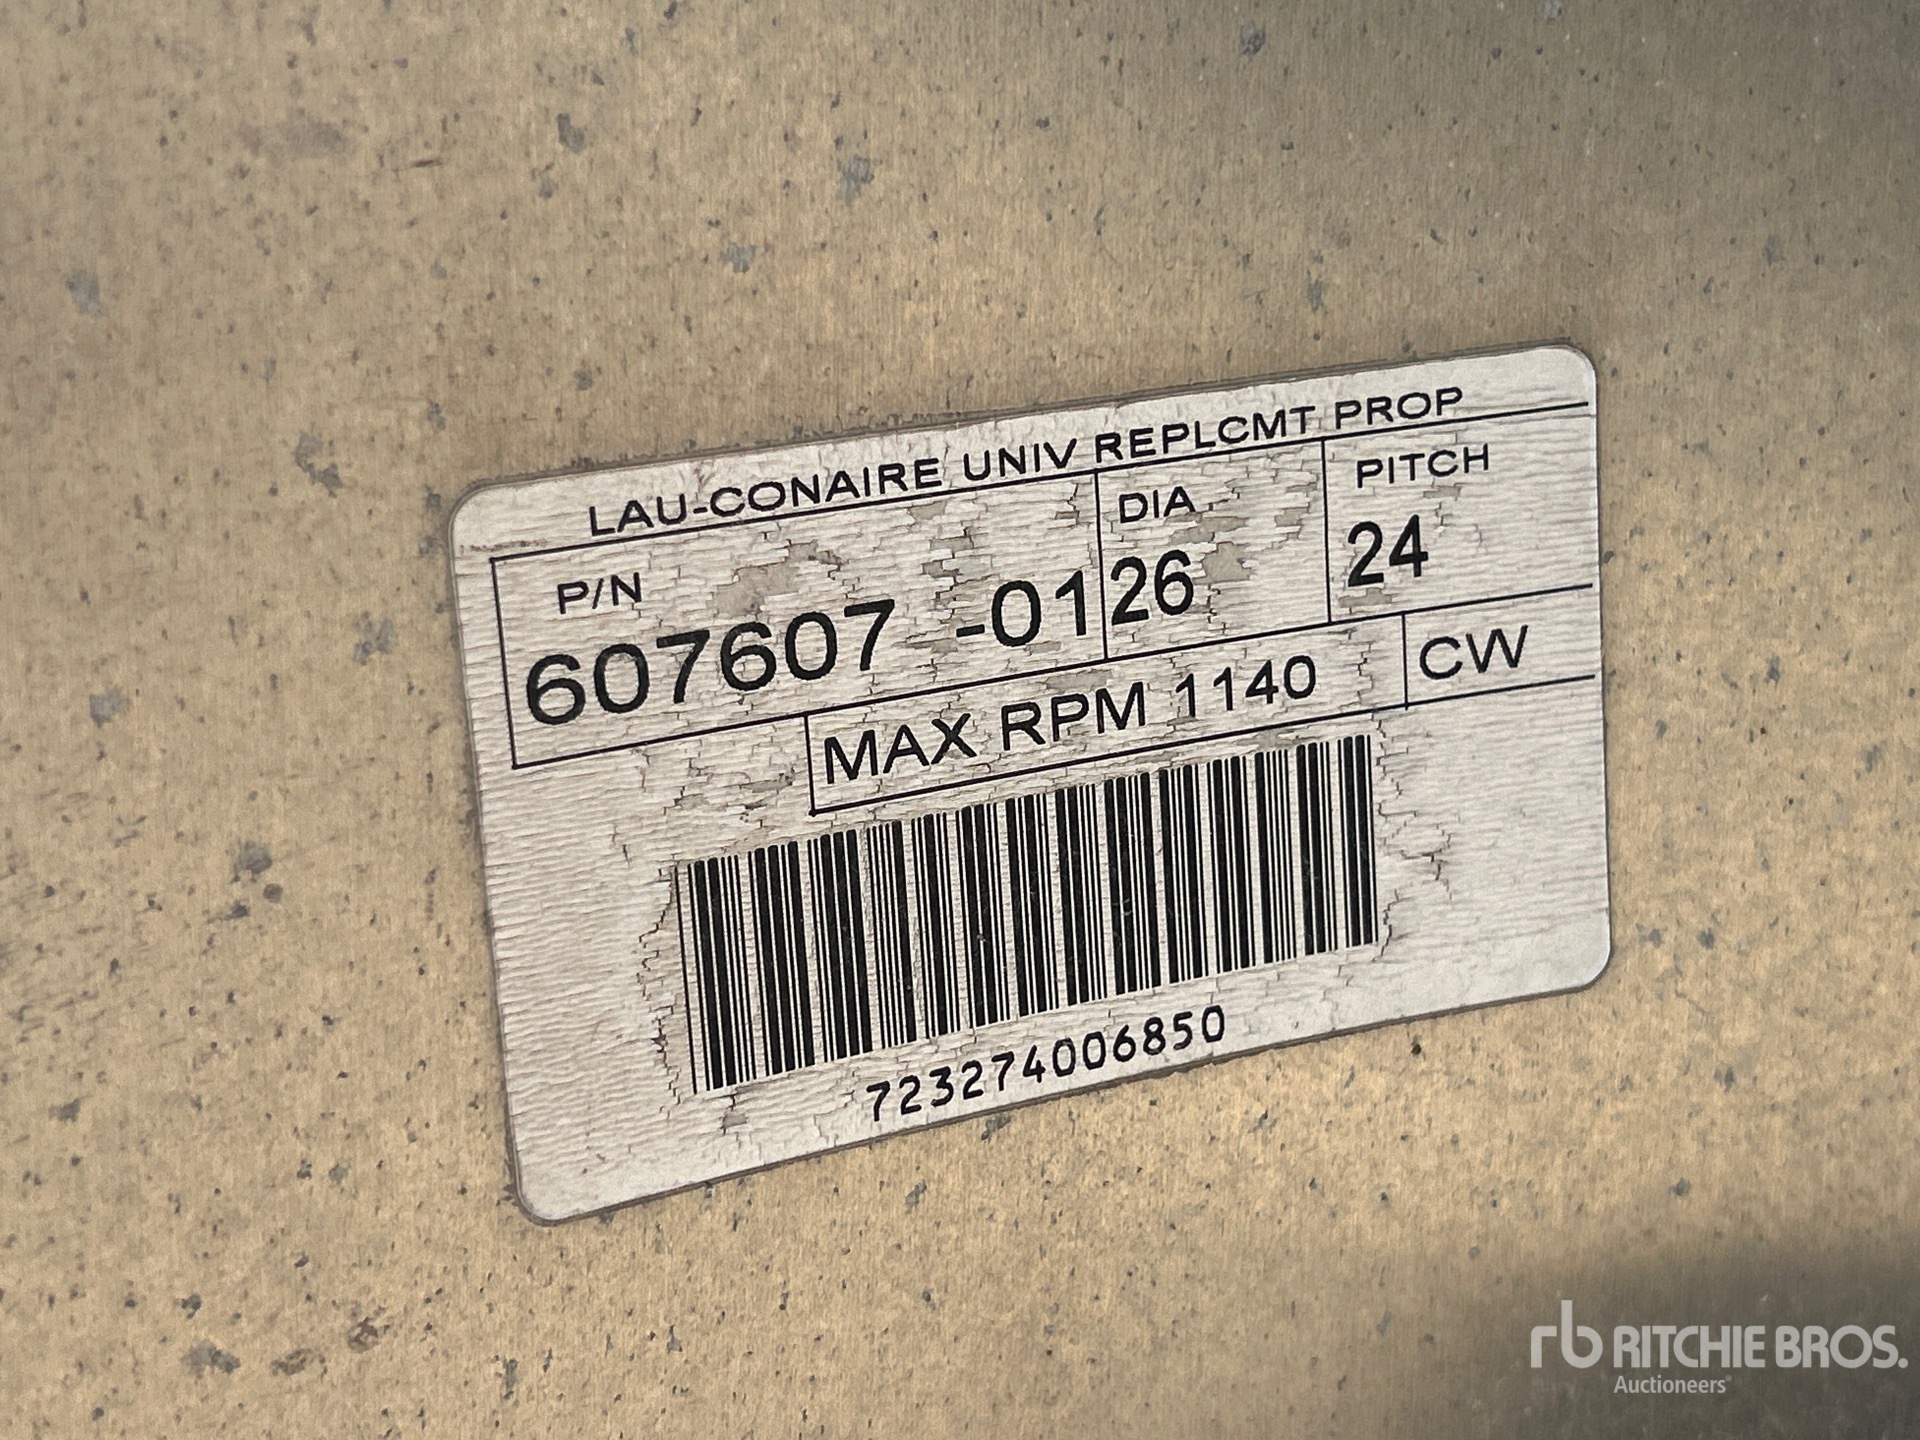 LAU-CONAIRE UNIV REPLCMT PROP
P/N DIA PITCH
607607 -01 26 24
MAX RPM 1140 CW
723274006850
rb RITCHIE BROS.
Auctioneers